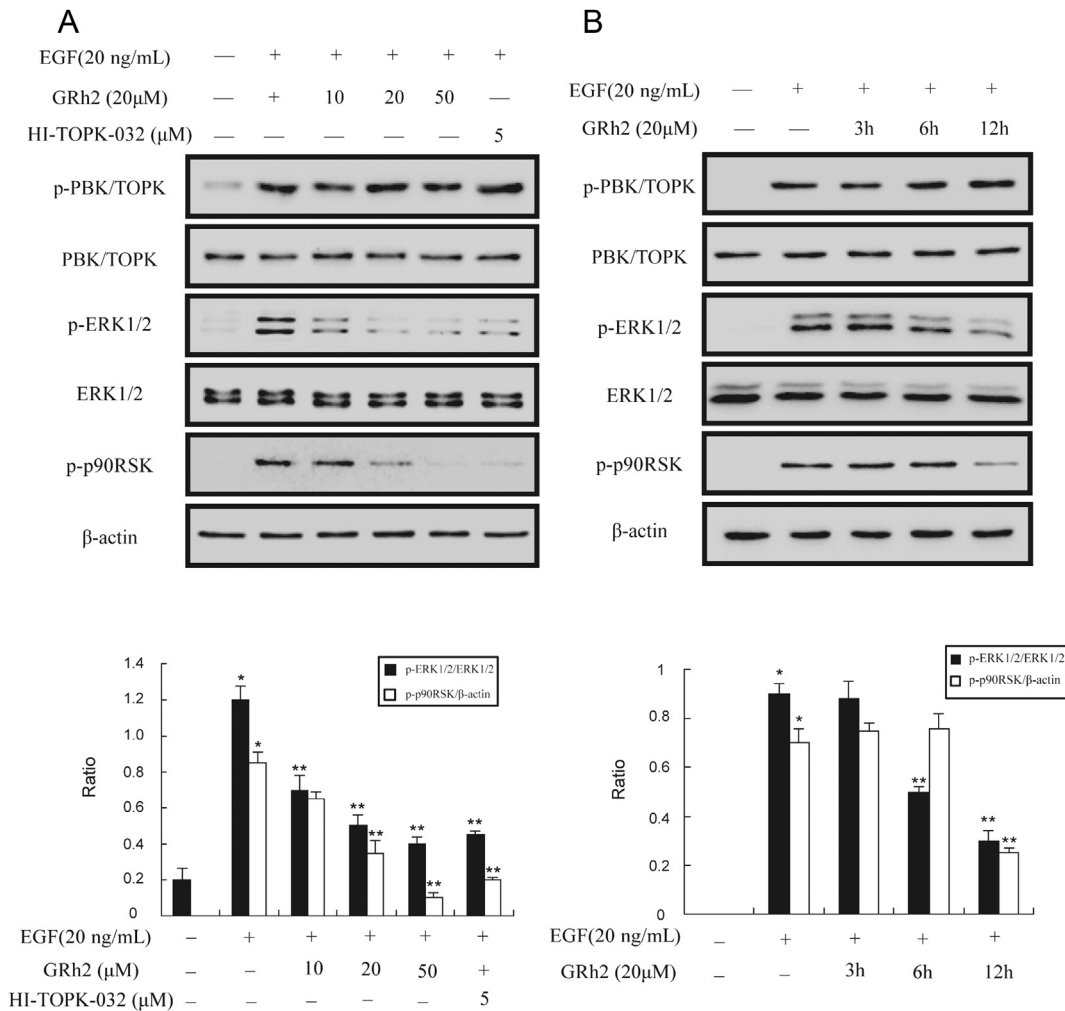 A
EGF(20 ng/mL) — + + + + +
GRh2 (20μM) — + 10 20 50 —
HI-TOPK-032 (μM) — — — — — 5
p-PBK/TOPK
PBK/TOPK
p-ERK1/2
ERK1/2
p-p90RSK
β-actin
B
EGF(20 ng/mL) — + + + +
GRh2 (20μM) — — 3h 6h 12h
p-PBK/TOPK
PBK/TOPK
p-ERK1/2
ERK1/2
p-p90RSK
β-actin
p-ERK1/2/ERK1/2
p-p90RSK/β-actin
Ratio
1.4
1.2
1.0
0.8
0.6
0.4
0.2
0
* * ** ** ** ** ** ** **
EGF(20 ng/mL) – + + + + +
GRh2 (μM) – – 10 20 50 +
HI-TOPK-032 (μM) – – – – – 5
p-ERK1/2/ERK1/2
p-p90RSK/β-actin
Ratio
1
0.8
0.6
0.4
0.2
0
* * ** ** **
EGF(20 ng/mL) – + + + +
GRh2 (20μM) – – 3h 6h 12h